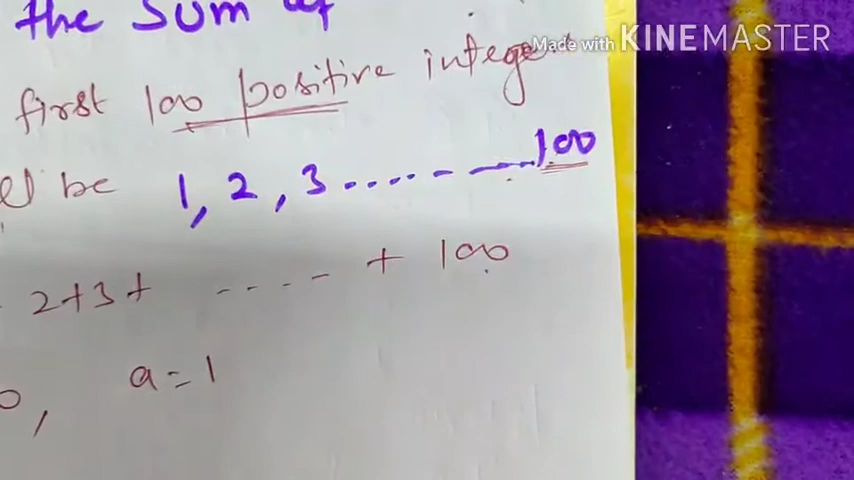 the Sum of
Made with KINEMASTER
first 100 positive integers
be 1, 2, 3 ........ 100
2+3+ ---- + 100
0, a=1